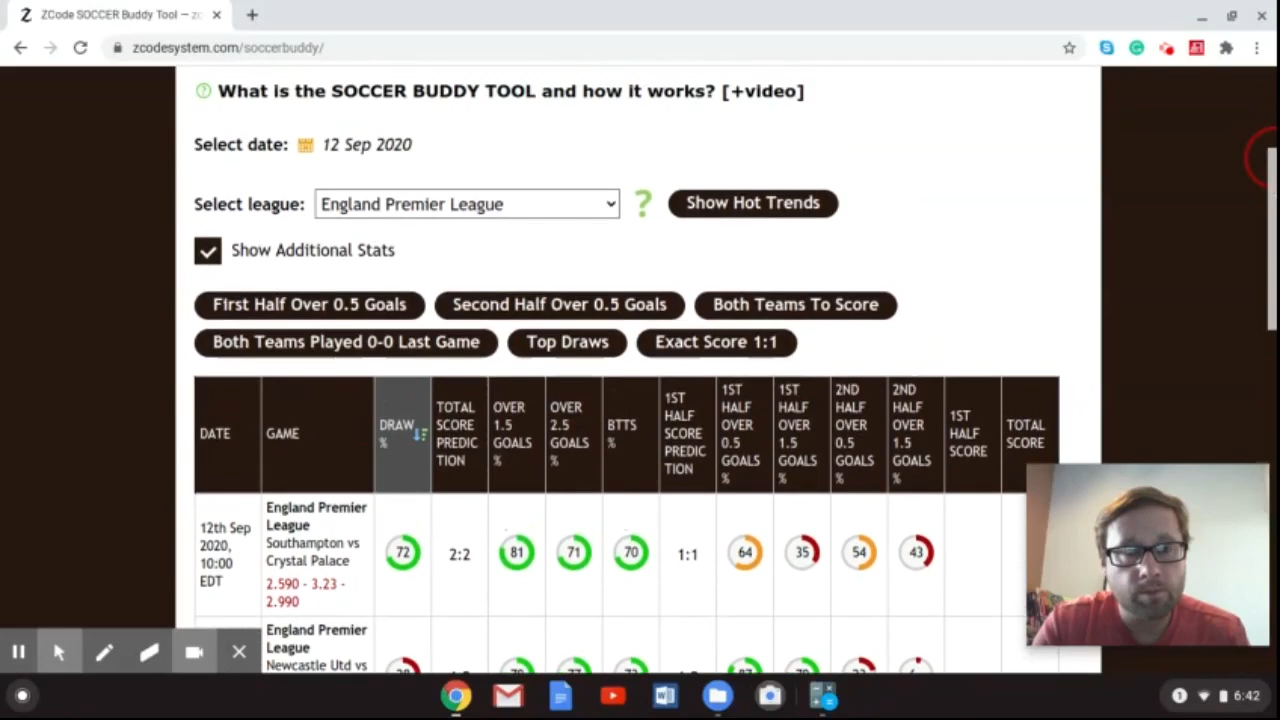 ZCode SOCCER Buddy Tool — zc
zcodesystem.com/soccerbuddy/
What is the SOCCER BUDDY TOOL and how it works? [+video]
Select date: 12 Sep 2020
Select league: England Premier League ? Show Hot Trends
Show Additional Stats
First Half Over 0.5 Goals Second Half Over 0.5 Goals Both Teams To Score
Both Teams Played 0-0 Last Game Top Draws Exact Score 1:1
DATE
GAME
DRAW
%
TOTAL
SCORE
PREDIC
TION
OVER
1.5
GOALS
%
OVER
2.5
GOALS
%
BTTS
%
1ST
HALF
SCORE
PREDIC
TION
1ST
HALF
OVER
0.5
GOALS
%
1ST
HALF
OVER
1.5
GOALS
%
2ND
HALF
OVER
0.5
GOALS
%
2ND
HALF
OVER
1.5
GOALS
%
1ST
HALF
SCORE
TOTAL
SCORE
12th Sep
2020,
10:00
EDT
England Premier
League
Southampton vs
Crystal Palace
2.590 - 3.23 -
2.990
72 2:2 81 71 70 1:1 64 35 54 43
England Premier
League
Newcastle Utd vs
6:42